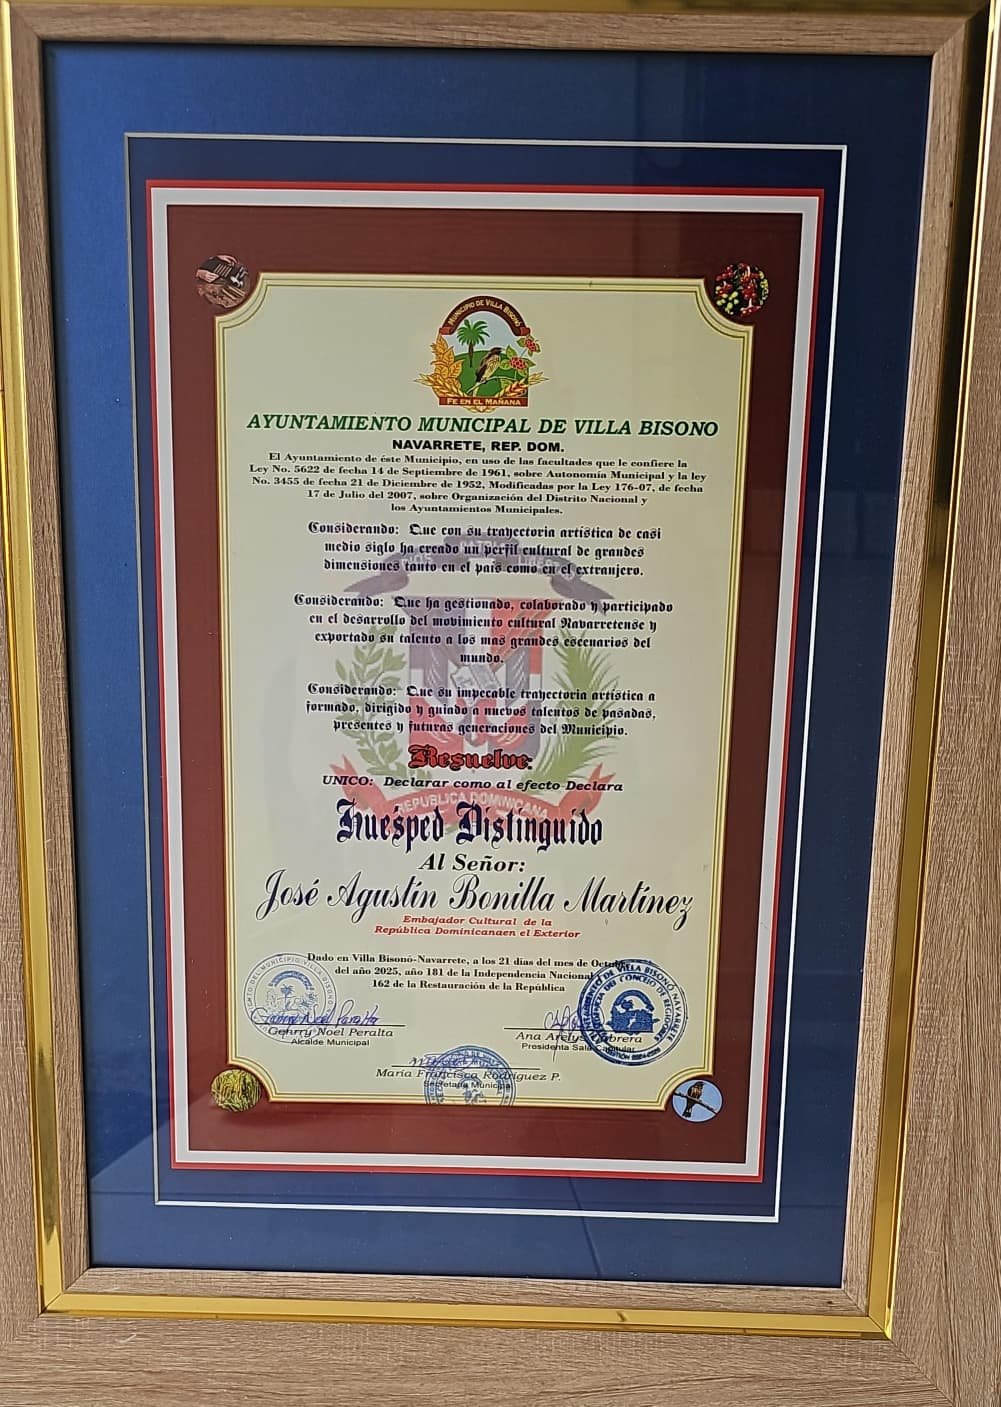 MUNICIPIO DE VILLA BISONÓ
FE EN EL MAÑANA
AYUNTAMIENTO MUNICIPAL DE VILLA BISONO
NAVARRETE, REP. DOM.
El Ayuntamiento de éste Municipio, en uso de las facultades que le confiere la
Ley No. 5622 de fecha 14 de Septiembre de 1961, sobre Autonomía Municipal y la ley
No. 3455 de fecha 21 de Diciembre de 1952, Modificadas por la Ley 176-07, de fecha
17 de Julio del 2007, sobre Organización del Distrito Nacional y
los Ayuntamientos Municipales.
Considerando: Que con su trayectoria artística de casi
medio siglo ha creado un perfil cultural de grandes
dimensiones tanto en el país como en el extranjero.
Considerando: Que ha gestionado, colaborado y participado
en el desarrollo del movimiento cultural Navarretense y
exportado su talento a los mas grandes escenarios del
mundo.
Considerando: Que su impecable trayectoria artística a
formado, dirigido y guiado a nuevos talentos de pasadas,
presentes y futuras generaciones del Municipio.
Resuelve:
UNICO: Declarar como al efecto Declara
REPUBLICA DOMINICANA
Huésped Distinguido
Al Señor:
José Agustín Bonilla Martínez
Embajador Cultural de la
República Dominicanaen el Exterior
Dado en Villa Bisonó-Navarrete, a los 21 días del mes de Octubre
del año 2025, año 181 de la Independencia Nacional
162 de la Restauración de la República
Gehrry Noel Peralta
Alcalde Municipal
Ana Arelys Cabrera
Presidenta Sala Capitular
María Francisca Rodríguez P.
Secretaria Municipal